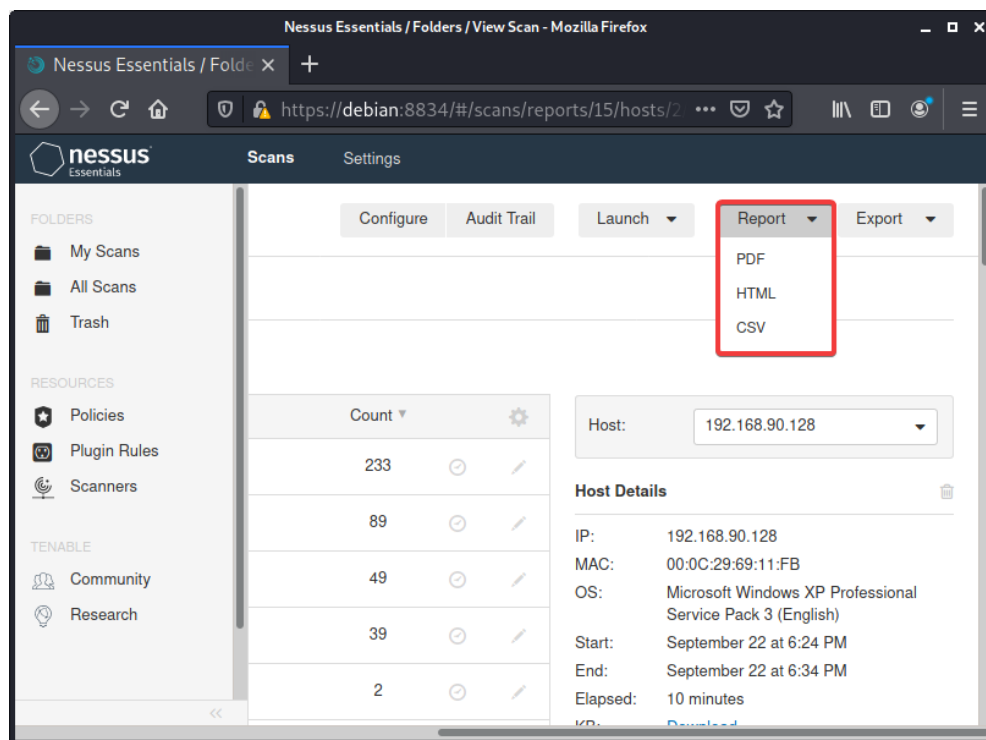 Nessus Essentials / Folders / View Scan - Mozilla Firefox
Nessus Essentials / Folde
https://debian:8834/#/scans/reports/15/hosts/2
nessus
Essentials
Scans
Settings
FOLDERS
My Scans
All Scans
Trash
RESOURCES
Policies
Plugin Rules
Scanners
TENABLE
Community
Research
Configure
Audit Trail
Launch
Report
Export
PDF
HTML
CSV
Count
233
89
49
39
2
Host:
192.168.90.128
Host Details
IP: 192.168.90.128
MAC: 00:0C:29:69:11:FB
OS: Microsoft Windows XP Professional
Service Pack 3 (English)
Start: September 22 at 6:24 PM
End: September 22 at 6:34 PM
Elapsed: 10 minutes
KB: Download